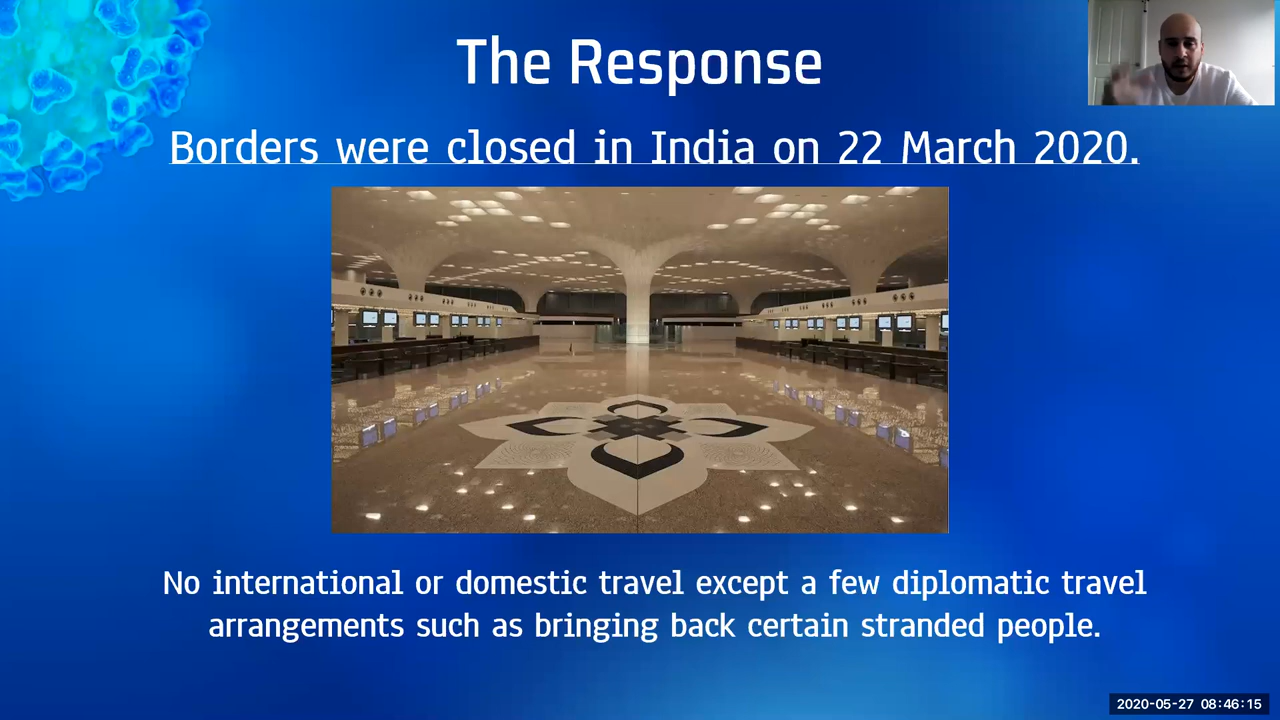 The Response
Borders were closed in India on 22 March 2020.
No international or domestic travel except a few diplomatic travel
arrangements such as bringing back certain stranded people.
2020-05-27 08:46:15